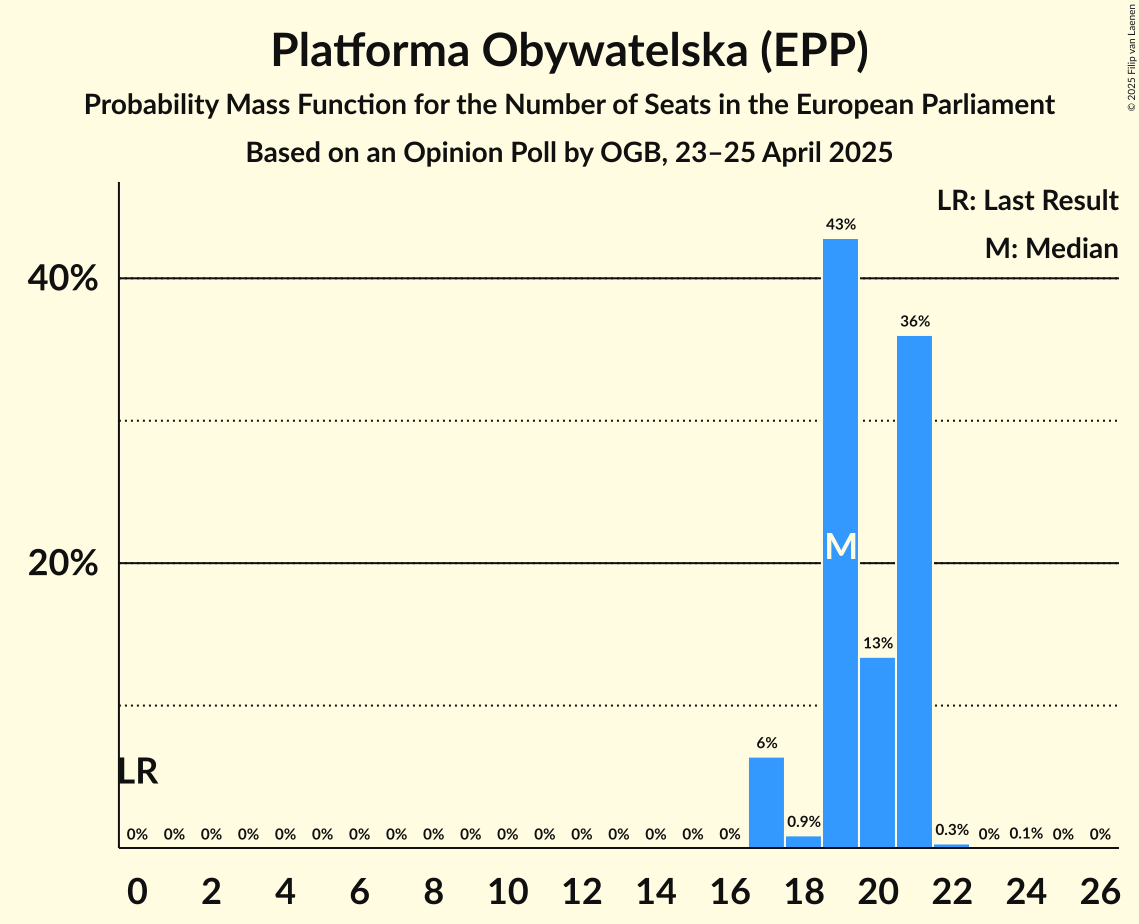 Platforma Obywatelska (EPP)
Probability Mass Function for the Number of Seats in the European Parliament
Based on an Opinion Poll by OGB, 23–25 April 2025
© 2025 Filip van Laenen
LR: Last Result
M: Median
40%
20%
43%
36%
M
13%
6%
LR
0% 0% 0% 0% 0% 0% 0% 0% 0% 0% 0% 0% 0% 0% 0% 0% 0% 0.9% 0.3% 0% 0.1% 0% 0%
0 2 4 6 8 10 12 14 16 18 20 22 24 26